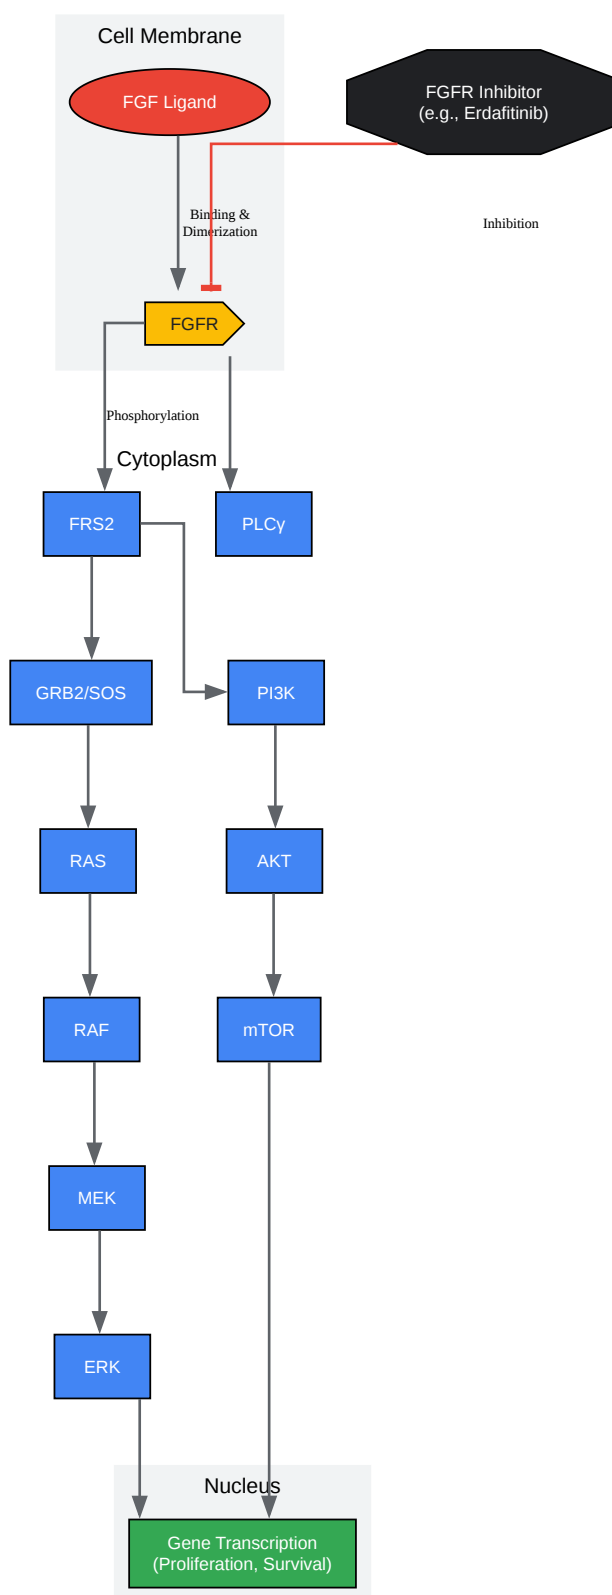 Cell Membrane
FGF Ligand
FGFR Inhibitor
(e.g., Erdafitinib)
Binding &
Dimerization
Inhibition
FGFR
Phosphorylation
Cytoplasm
FRS2
PLCγ
GRB2/SOS
PI3K
RAS
AKT
RAF
mTOR
MEK
ERK
Nucleus
Gene Transcription
(Proliferation, Survival)